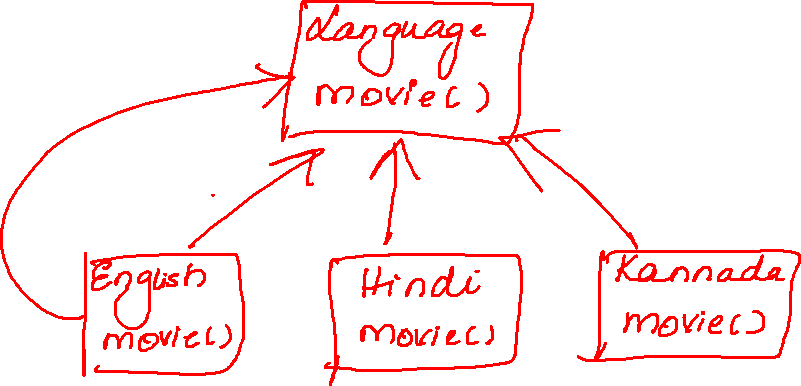 Language
movie()
English
movie()
Hindi
movie()
Kannada
movie()